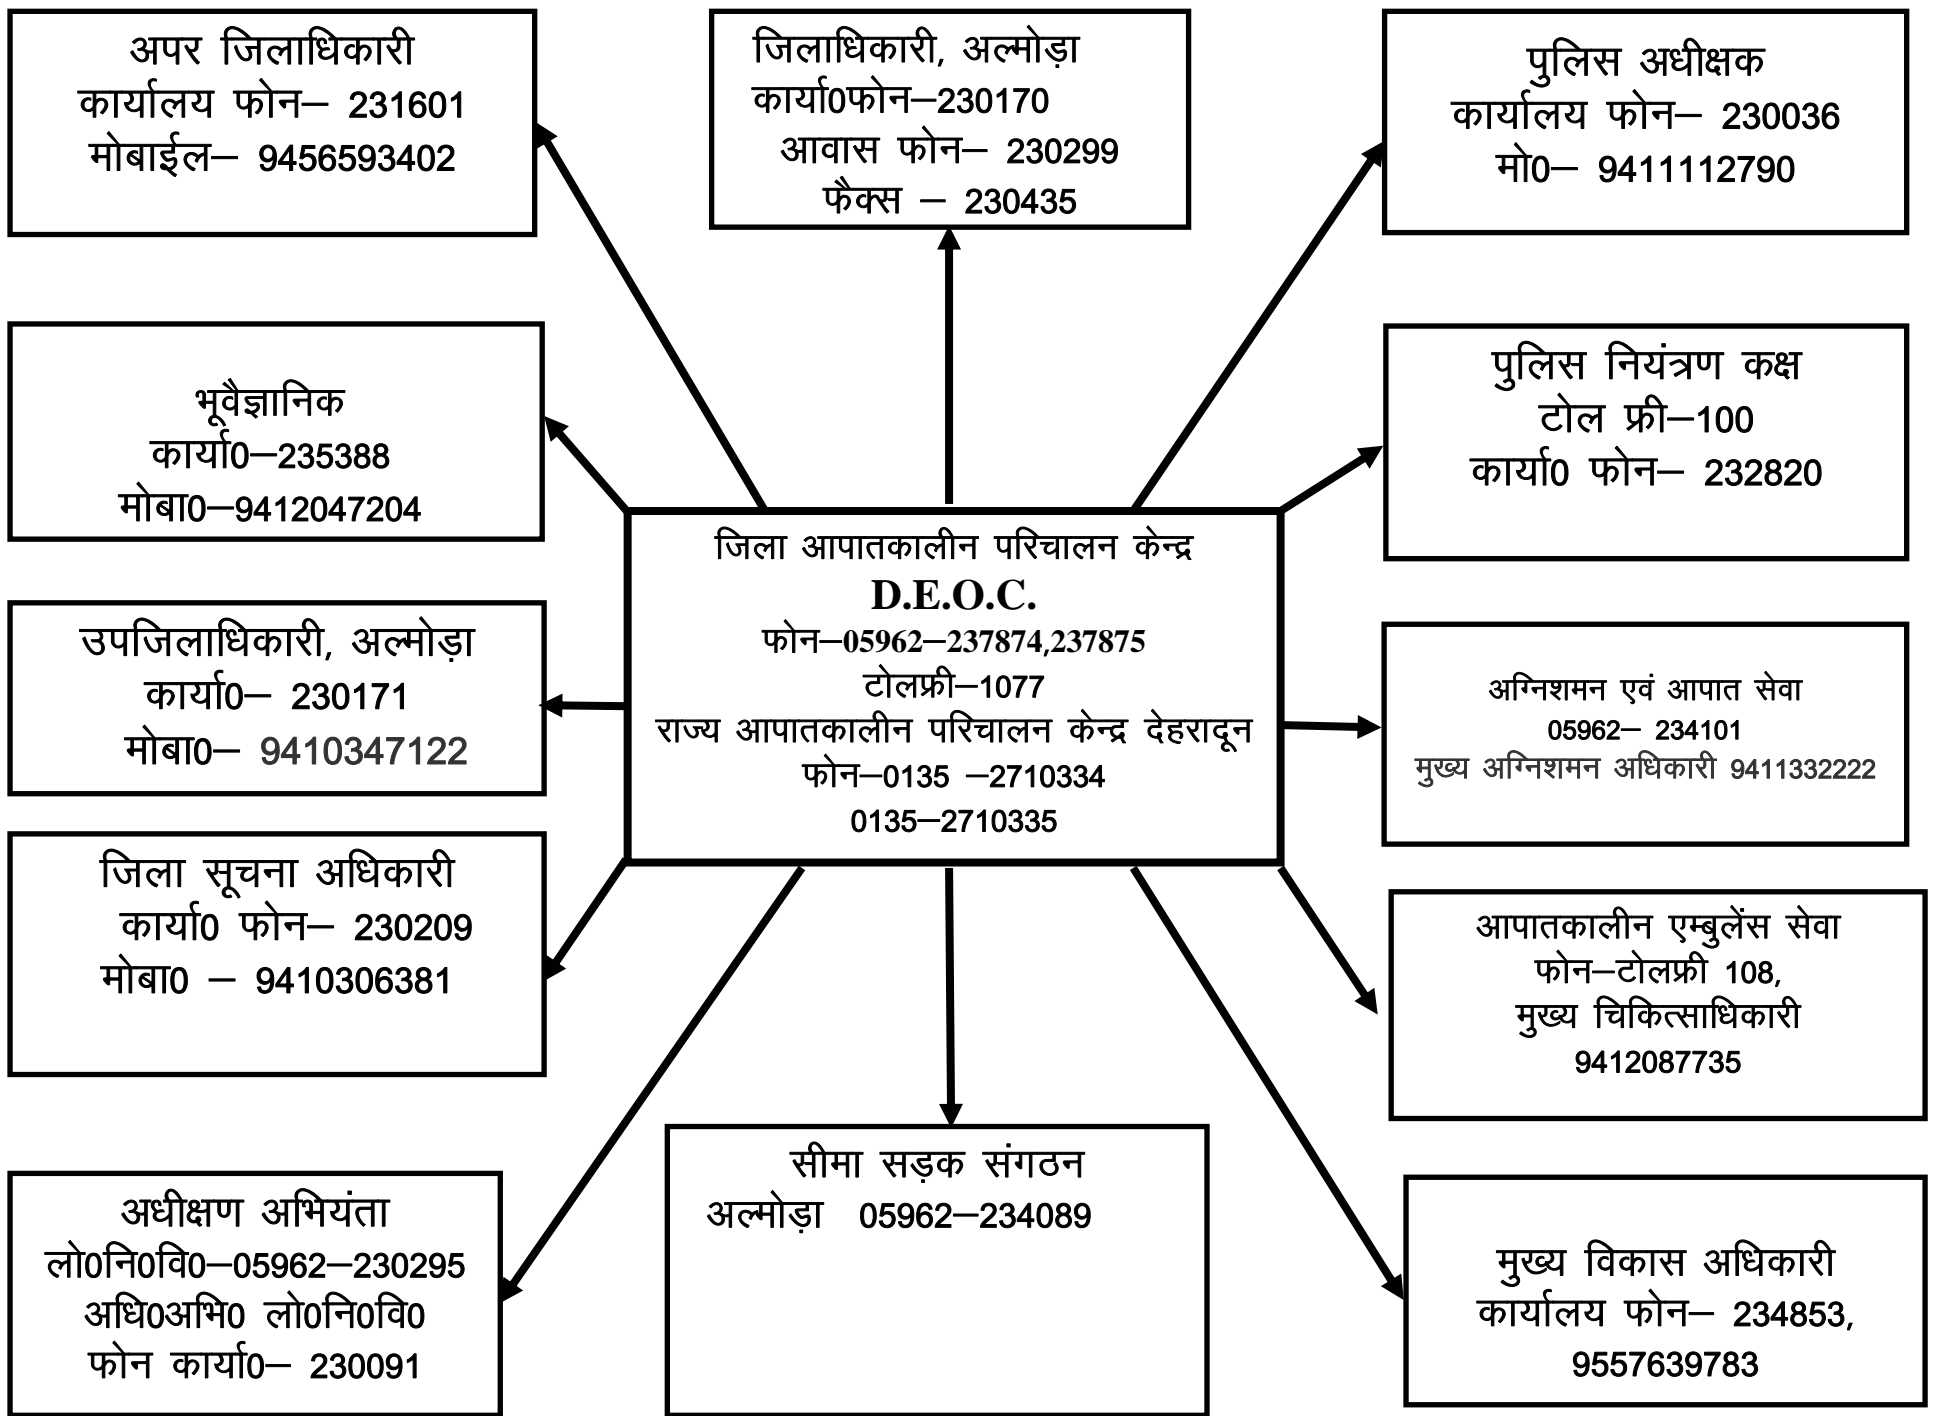 अपर जिलाधिकारी
कार्यालय फोन– 231601
मोबाईल– 9456593402
जिलाधिकारी, अल्मोड़ा
कार्या0फोन–230170
आवास फोन– 230299
फैक्स – 230435
पुलिस अधीक्षक
कार्यालय फोन– 230036
मो0– 9411112790
भूवैज्ञानिक
कार्या0–235388
मोबा0–9412047204
पुलिस नियंत्रण कक्ष
टोल फ्री–100
कार्या0 फोन– 232820
जिला आपातकालीन परिचालन केन्द्र
D.E.O.C.
फोन–05962–237874,237875
टोलफ्री–1077
राज्य आपातकालीन परिचालन केन्द्र देहरादून
फोन–0135 –2710334
0135–2710335
उपजिलाधिकारी, अल्मोड़ा
कार्या0– 230171
मोबा0– 9410347122
अग्निशमन एवं आपात सेवा
05962– 234101
मुख्य अग्निशमन अधिकारी 9411332222
जिला सूचना अधिकारी
कार्या0 फोन– 230209
मोबा0 – 9410306381
आपातकालीन एम्बुलेंस सेवा
फोन–टोलफ्री 108,
मुख्य चिकित्साधिकारी
9412087735
अधीक्षण अभियंता
लो0नि0वि0–05962–230295
अधि0अभि0 लो0नि0वि0
फोन कार्या0– 230091
सीमा सड़क संगठन
अल्मोड़ा 05962–234089
मुख्य विकास अधिकारी
कार्यालय फोन– 234853,
9557639783